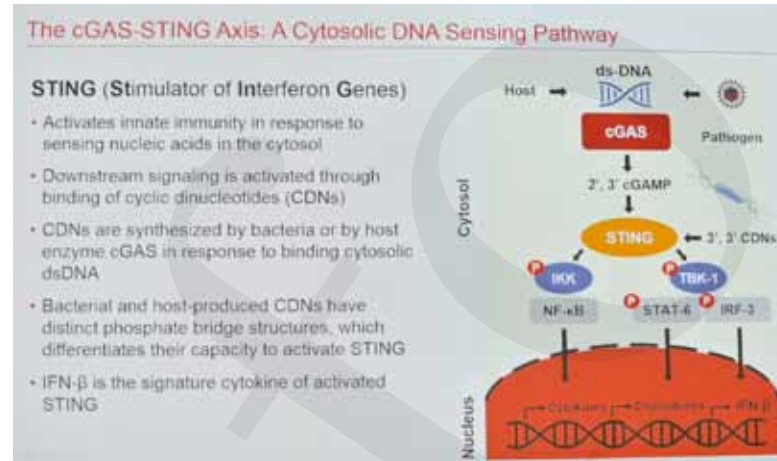 The cGAS-STING Axis: A Cytosolic DNA Sensing Pathway
STING (Stimulator of Interferon Genes)
• Activates innate immunity in response to
sensing nucleic acids in the cytosol
• Downstream signaling is activated through
binding of cyclic dinucleotides (CDNs)
• CDNs are synthesized by bacteria or by host
enzyme cGAS in response to binding cytosolic
dsDNA
• Bacterial and host-produced CDNs have
distinct phosphate bridge structures, which
differentiates their capacity to activate STING
• IFN-β is the signature cytokine of activated
STING
ds-DNA
Host
cGAS
Pathogen
2', 3' cGAMP
Cytosol
STING
3', 3' CDNs
P
IKK
P
TBK-1
NF-κB
P
STAT-6
P
IRF-3
Nucleus
Cytokines
Chemokines
IFN-β